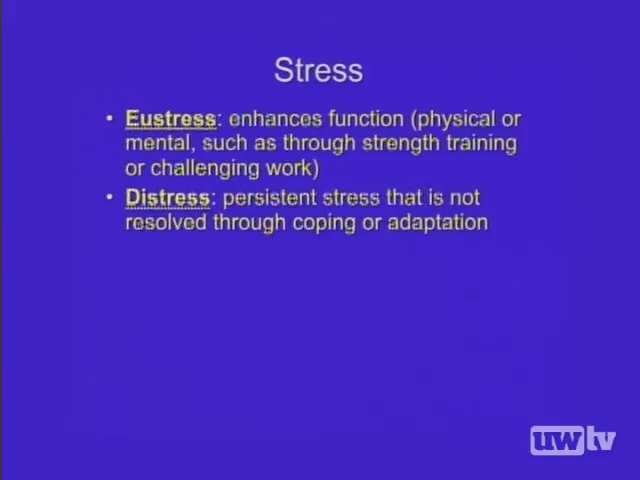 Stress
• Eustress: enhances function (physical or
mental, such as through strength training
or challenging work)
• Distress: persistent stress that is not
resolved through coping or adaptation
uwtv